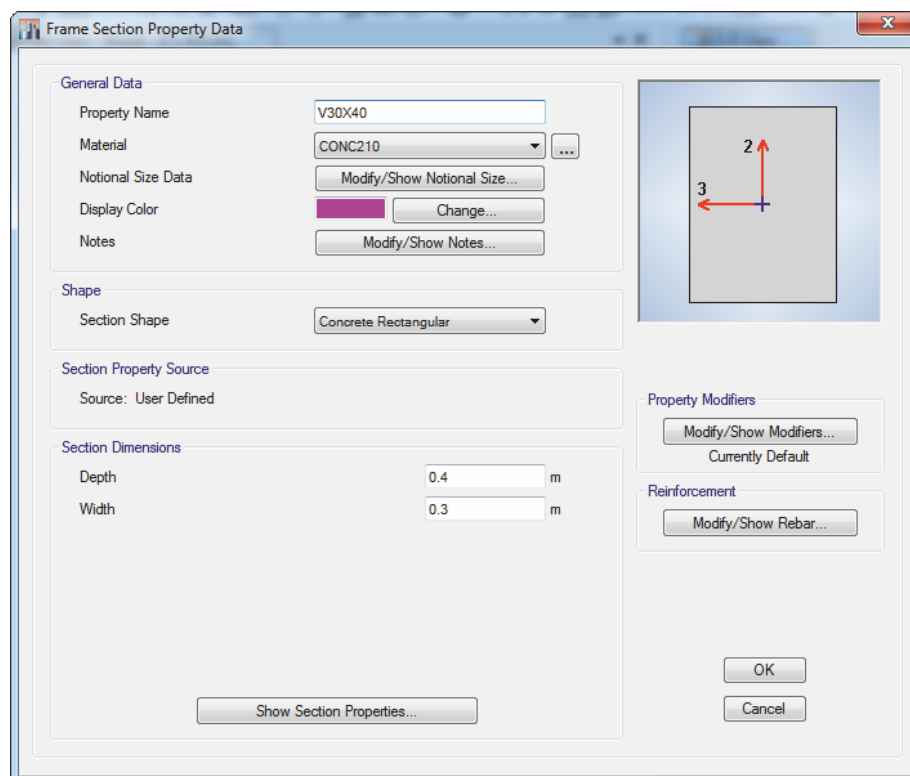 Frame Section Property Data
General Data
Property Name V30X40
Material CONC210 ...
Notional Size Data Modify/Show Notional Size...
Display Color Change...
Notes Modify/Show Notes...
2
3
Shape
Section Shape Concrete Rectangular
Section Property Source
Source: User Defined
Property Modifiers
Modify/Show Modifiers...
Currently Default
Section Dimensions
Depth 0.4 m
Width 0.3 m
Reinforcement
Modify/Show Rebar...
Show Section Properties...
OK
Cancel